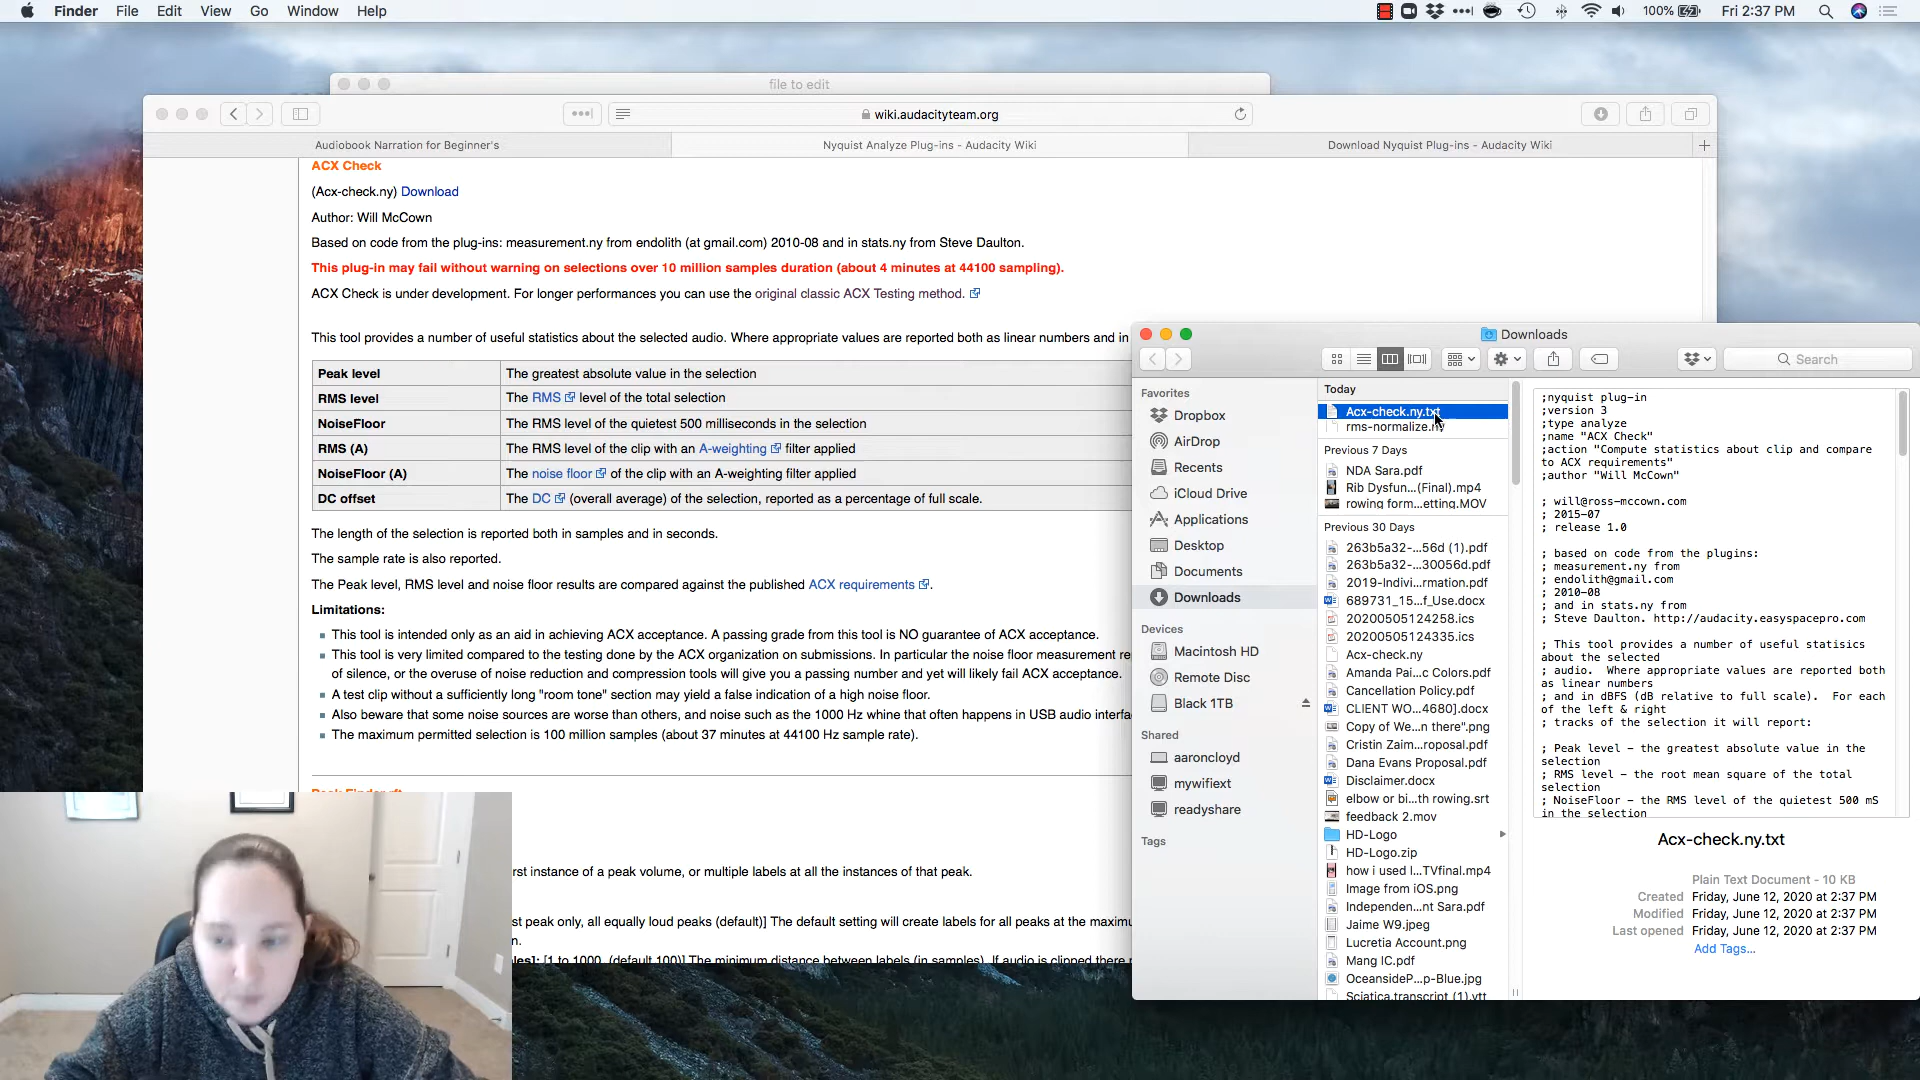 Finder File Edit View Go Window Help 100% Fri 2:37 PM
file to edit
wiki.audacityteam.org
Audiobook Narration for Beginner's Nyquist Analyze Plug-ins - Audacity Wiki Download Nyquist Plug-ins - Audacity Wiki
ACX Check
(Acx-check.ny) Download
Author: Will McCown
Based on code from the plug-ins: measurement.ny from endolith (at gmail.com) 2010-08 and in stats.ny from Steve Daulton.
This plug-in may fail without warning on selections over 10 million samples duration (about 4 minutes at 44100 sampling).
ACX Check is under development. For longer performances you can use the original classic ACX Testing method.
This tool provides a number of useful statistics about the selected audio. Where appropriate values are reported both as linear numbers and in
Peak level The greatest absolute value in the selection
RMS level The RMS level of the total selection
NoiseFloor The RMS level of the quietest 500 milliseconds in the selection
RMS (A) The RMS level of the clip with an A-weighting filter applied
NoiseFloor (A) The noise floor of the clip with an A-weighting filter applied
DC offset The DC (overall average) of the selection, reported as a percentage of full scale.
The length of the selection is reported both in samples and in seconds.
The sample rate is also reported.
The Peak level, RMS level and noise floor results are compared against the published ACX requirements.
Limitations:
This tool is intended only as an aid in achieving ACX acceptance. A passing grade from this tool is NO guarantee of ACX acceptance.
This tool is very limited compared to the testing done by the ACX organization on submissions. In particular the noise floor measurement re
of silence, or the overuse of noise reduction and compression tools will give you a passing number and yet will likely fail ACX acceptance.
A test clip without a sufficiently long "room tone" section may yield a false indication of a high noise floor.
Also beware that some noise sources are worse than others, and noise such as the 1000 Hz whine that often happens in USB audio interfa
The maximum permitted selection is 100 million samples (about 37 minutes at 44100 Hz sample rate).
rst instance of a peak volume, or multiple labels at all the instances of that peak.
st peak only, all equally loud peaks (default)] The default setting will create labels for all peaks at the maximu
n.
les]: [1 to 1000, (default 100)] The minimum distance between labels (in samples). If audio is clipped there
Downloads
Search
Favorites
Dropbox
AirDrop
Recents
iCloud Drive
Applications
Desktop
Documents
Downloads
Devices
Macintosh HD
Remote Disc
Black 1TB
Shared
aaroncloyd
mywifiext
readyshare
Tags
Today
Acx-check.ny.txt
rms-normalize.ny
Previous 7 Days
NDA Sara.pdf
Rib Dysfun...(Final).mp4
rowing form...etting.MOV
Previous 30 Days
263b5a32-...56d (1).pdf
263b5a32-...30056d.pdf
2019-Indivi...rmation.pdf
689731_15...f_Use.docx
20200505124258.ics
20200505124335.ics
Acx-check.ny
Amanda Pai...c Colors.pdf
Cancellation Policy.pdf
CLIENT WO...4680].docx
Copy of We...n there".png
Cristin Zaim...roposal.pdf
Dana Evans Proposal.pdf
Disclaimer.docx
elbow or bi...th rowing.srt
feedback 2.mov
HD-Logo
HD-Logo.zip
how i used I...TVfinal.mp4
Image from iOS.png
Independen...nt Sara.pdf
Jaime W9.jpeg
Lucretia Account.png
Mang IC.pdf
OceansideP...p-Blue.jpg
Sciatica.transcript (1).vtt
;nyquist plug-in
;version 3
;type analyze
;name "ACX Check"
;action "Compute statistics about clip and compare
to ACX requirements"
;author "Will McCown"
; will@ross-mccown.com
; 2015-07
; release 1.0
; based on code from the plugins:
; measurement.ny from
; endolith@gmail.com
; 2010-08
; and in stats.ny from
; Steve Daulton. http://audacity.easyspacepro.com
; This tool provides a number of useful statisics
about the selected
; audio. Where appropriate values are reported both
as linear numbers
; and in dBFS (dB relative to full scale). For each
of the left & right
; tracks of the selection it will report:
; Peak level - the greatest absolute value in the
selection
; RMS level - the root mean square of the total
selection
; NoiseFloor - the RMS level of the quietest 500 mS
in the selection
Acx-check.ny.txt
Plain Text Document - 10 KB
Created Friday, June 12, 2020 at 2:37 PM
Modified Friday, June 12, 2020 at 2:37 PM
Last opened Friday, June 12, 2020 at 2:37 PM
Add Tags...